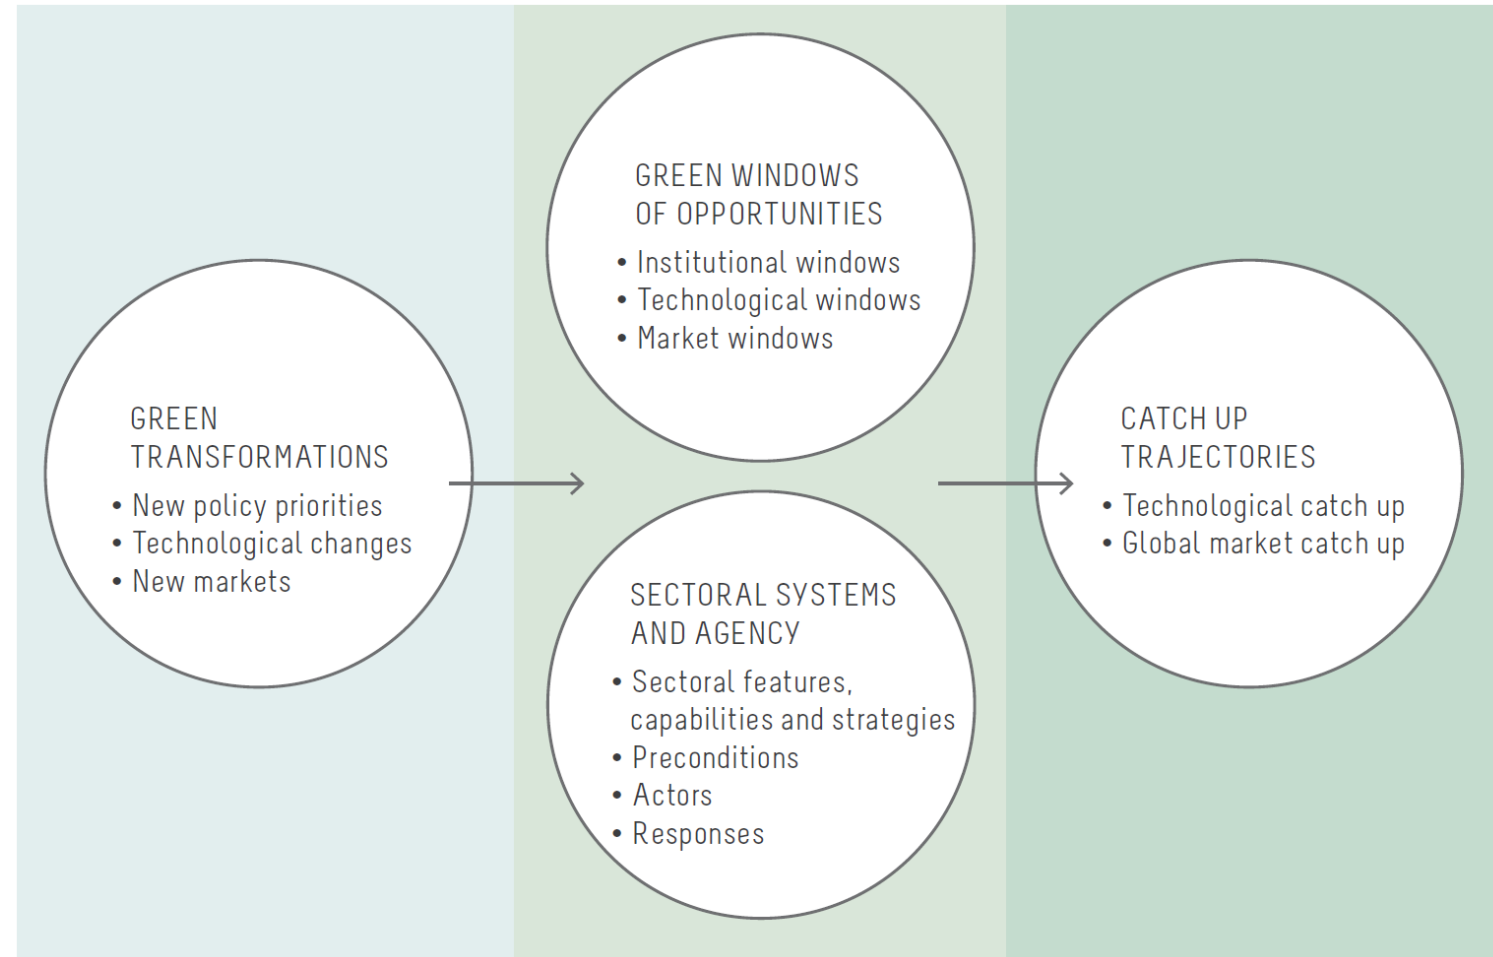 GREEN
TRANSFORMATIONS
• New policy priorities
• Technological changes
• New markets
GREEN WINDOWS
OF OPPORTUNITIES
• Institutional windows
• Technological windows
• Market windows
SECTORAL SYSTEMS
AND AGENCY
• Sectoral features,
capabilities and strategies
• Preconditions
• Actors
• Responses
CATCH UP
TRAJECTORIES
• Technological catch up
• Global market catch up